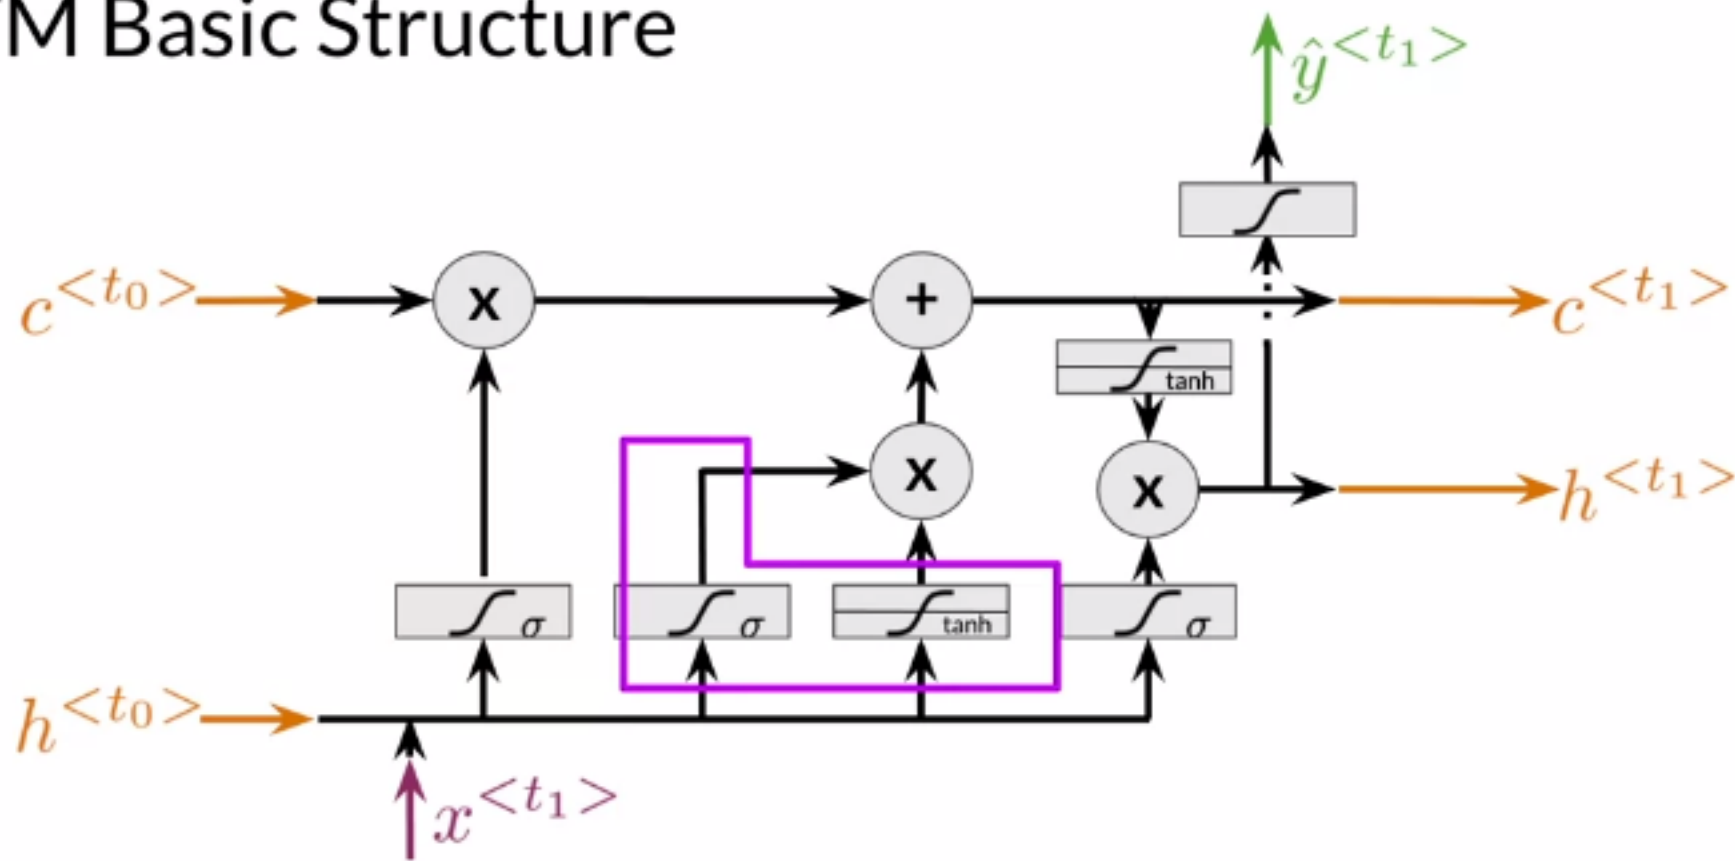 M Basic Structure
ŷ<t₁>
c<t₀>
x
+
c<t₁>
tanh
x
x
h<t₁>
σ
σ
tanh
σ
h<t₀>
x<t₁>